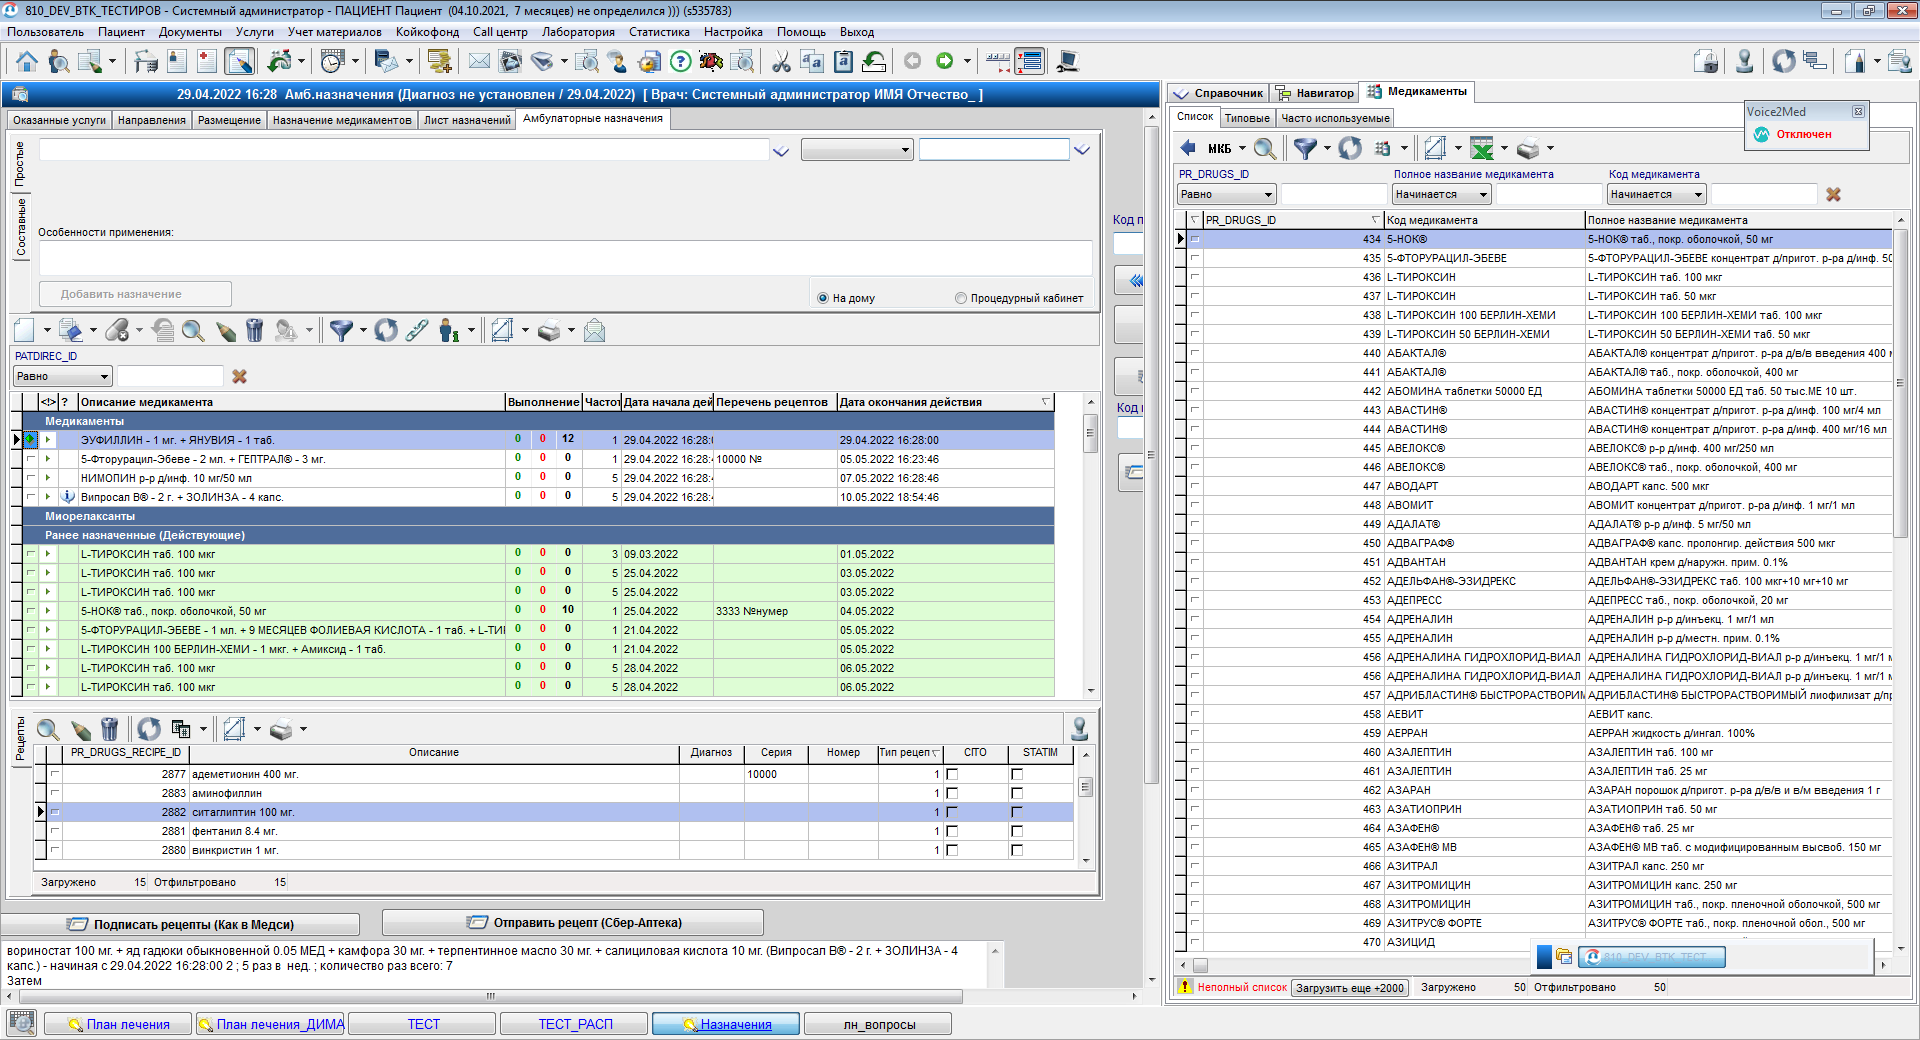 810_DEV_BTK_ТЕСТИРОВ - Системный администратор - ПАЦИЕНТ Пациент (04.10.2021, 7 месяцев) не определился ))) (s535783)
Пользователь Пациент Документы Услуги Учет материалов Койкофонд Call центр Лаборатория Статистика Настройка Помощь Выход
29.04.2022 16:28 Амб.назначения (Диагноз не установлен / 29.04.2022) [ Врач: Системный администратор ИМЯ Отчество_ ]
Оказанные услуги Направления Размещение Назначение медикаментов Лист назначений Амбулаторные назначения
Простые
Составные
Особенности применения:
Добавить назначение
На дому Процедурный кабинет
PATDIREC_ID
Равно
<!> ? Описание медикамента Выполнение Частот Дата начала дей Перечень рецептов Дата окончания действия
Медикаменты
ЭУФИЛЛИН - 1 мг. + ЯНУВИЯ - 1 таб. 0 0 12 1 29.04.2022 16:28: 29.04.2022 16:28:00
5-Фторурацил-Эбеве - 2 мл. + ГЕПТРАЛ® - 3 мг. 0 0 0 1 29.04.2022 16:28: 10000 № 05.05.2022 16:23:46
НИМОПИН р-р д/инф. 10 мг/50 мл 0 0 0 5 29.04.2022 16:28: 07.05.2022 16:28:46
Випросал В® - 2 г. + ЗОЛИНЗА - 4 капс. 0 0 0 5 29.04.2022 16:28: 10.05.2022 18:54:46
Миорелаксанты
Ранее назначенные (Действующие)
L-ТИРОКСИН таб. 100 мкг 0 0 0 3 09.03.2022 01.05.2022
L-ТИРОКСИН таб. 100 мкг 0 0 0 5 25.04.2022 03.05.2022
L-ТИРОКСИН таб. 100 мкг 0 0 0 5 25.04.2022 03.05.2022
5-НОК® таб., покр. оболочкой, 50 мг 0 0 10 1 25.04.2022 3333 №нумер 04.05.2022
5-ФТОРУРАЦИЛ-ЭБЕВЕ - 1 мл. + 9 МЕСЯЦЕВ ФОЛИЕВАЯ КИСЛОТА - 1 таб. + L-ТИ 0 0 0 1 21.04.2022 05.05.2022
L-ТИРОКСИН 100 БЕРЛИН-ХЕМИ - 1 мкг. + Амиксид - 1 таб. 0 0 0 1 21.04.2022 05.05.2022
L-ТИРОКСИН таб. 100 мкг 0 0 0 5 28.04.2022 06.05.2022
L-ТИРОКСИН таб. 100 мкг 0 0 0 5 28.04.2022 06.05.2022
Код п
Код
Рецепты
PR_DRUGS_RECIPE_ID Описание Диагноз Серия Номер Тип рецеп CITO STATIM
2877 адеметионин 400 мг. 10000 1
2883 аминофиллин 1
2882 ситаглиптин 100 мг. 1
2881 фентанил 8.4 мг. 1
2880 винкристин 1 мг. 1
Загружено 15 Отфильтровано 15
Подписать рецепты (Как в Медси) Отправить рецепт (Сбер-Аптека)
вориностат 100 мг. + яд гадюки обыкновенной 0.05 МЕД + камфора 30 мг. + терпентинное масло 30 мг. + салициловая кислота 10 мг. (Випросал В® - 2 г. + ЗОЛИНЗА - 4
капс.) - начиная с 29.04.2022 16:28:00 2 ; 5 раз в нед. ; количество раз всего: 7
Затем
План лечения План лечения_ДИМА ТЕСТ ТЕСТ_РАСП Назначения лн_вопросы
Справочник Навигатор Медикаменты
Список Типовые Часто используемые
Voice2Med
Отключен
МКБ
PR_DRUGS_ID Полное название медикамента Код медикамента
Равно Начинается Начинается
PR_DRUGS_ID Код медикамента Полное название медикамента
434 5-НОК® 5-НОК® таб., покр. оболочкой, 50 мг
435 5-ФТОРУРАЦИЛ-ЭБЕВЕ 5-ФТОРУРАЦИЛ-ЭБЕВЕ концентрат д/пригот. р-ра д/инф. 50
436 L-ТИРОКСИН L-ТИРОКСИН таб. 100 мкг
437 L-ТИРОКСИН L-ТИРОКСИН таб. 50 мкг
438 L-ТИРОКСИН 100 БЕРЛИН-ХЕМИ L-ТИРОКСИН 100 БЕРЛИН-ХЕМИ таб. 100 мкг
439 L-ТИРОКСИН 50 БЕРЛИН-ХЕМИ L-ТИРОКСИН 50 БЕРЛИН-ХЕМИ таб. 50 мкг
440 АБАКТАЛ® АБАКТАЛ® концентрат д/пригот. р-ра д/в/в введения 400
441 АБАКТАЛ® АБАКТАЛ® таб., покр. оболочкой, 400 мг
442 АБОМИНА таблетки 50000 ЕД АБОМИНА таблетки 50000 ЕД таб. 50 тыс.МЕ 10 шт.
443 АВАСТИН® АВАСТИН® концентрат д/пригот. р-ра д/инф. 100 мг/4 мл
444 АВАСТИН® АВАСТИН® концентрат д/пригот. р-ра д/инф. 400 мг/16 мл
445 АВЕЛОКС® АВЕЛОКС® р-р д/инф. 400 мг/250 мл
446 АВЕЛОКС® АВЕЛОКС® таб., покр. оболочкой, 400 мг
447 АВОДАРТ АВОДАРТ капс. 500 мкг
448 АВОМИТ АВОМИТ концентрат д/пригот. р-ра д/инф. 1 мг/1 мл
449 АДАЛАТ® АДАЛАТ® р-р д/инф. 5 мг/50 мл
450 АДВАГРАФ® АДВАГРАФ® капс. пролонгир. действия 500 мкг
451 АДВАНТАН АДВАНТАН крем д/наружн. прим. 0.1%
452 АДЕЛЬФАН®-ЭЗИДРЕКС АДЕЛЬФАН®-ЭЗИДРЕКС таб. 100 мкг+10 мг+10 мг
453 АДЕПРЕСС АДЕПРЕСС таб., покр. оболочкой, 20 мг
454 АДРЕНАЛИН АДРЕНАЛИН р-р д/инъекц. 1 мг/1 мл
455 АДРЕНАЛИН АДРЕНАЛИН р-р д/местн. прим. 0.1%
456 АДРЕНАЛИНА ГИДРОХЛОРИД-ВИАЛ АДРЕНАЛИНА ГИДРОХЛОРИД-ВИАЛ р-р д/инъекц. 1 мг/1
456 АДРЕНАЛИНА ГИДРОХЛОРИД-ВИАЛ АДРЕНАЛИНА ГИДРОХЛОРИД-ВИАЛ р-р д/инъекц. 1 мг/1
457 АДРИБЛАСТИН® БЫСТРОРАСТВОРИМ АДРИБЛАСТИН® БЫСТРОРАСТВОРИМЫЙ лиофилизат д/пр
458 АЕВИТ АЕВИТ капс.
459 АЕРРАН АЕРРАН жидкость д/ингал. 100%
460 АЗАЛЕПТИН АЗАЛЕПТИН таб. 100 мг
461 АЗАЛЕПТИН АЗАЛЕПТИН таб. 25 мг
462 АЗАРАН АЗАРАН порошок д/пригот. р-ра д/в/в и в/м введения 1 г
463 АЗАТИОПРИН АЗАТИОПРИН таб. 50 мг
464 АЗАФЕН® АЗАФЕН® таб. 25 мг
465 АЗАФЕН® МВ АЗАФЕН® МВ таб. с модифицированным высвоб. 150 мг
466 АЗИТРАЛ АЗИТРАЛ капс. 250 мг
467 АЗИТРОМИЦИН АЗИТРОМИЦИН капс. 250 мг
468 АЗИТРОМИЦИН АЗИТРОМИЦИН таб., покр. пленочной оболочкой, 500 мг
469 АЗИТРУС® ФОРТЕ АЗИТРУС® ФОРТЕ таб., покр. пленочной обол., 500 мг
470 АЗИЦИД
810_DEV_BTK_ТЕСТ
Неполный список Загрузить еще +2000 Загружено 50 Отфильтровано 50